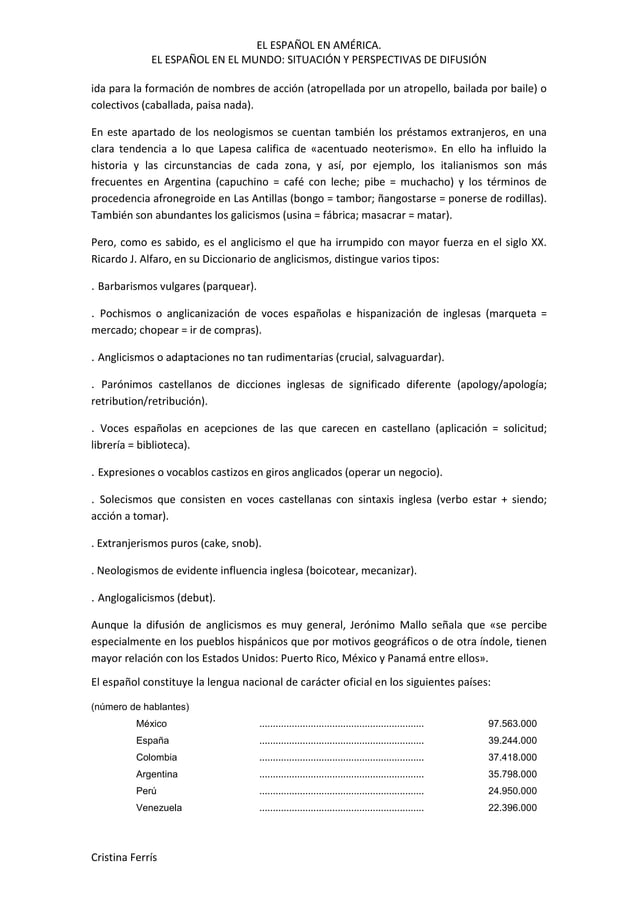 EL ESPAÑOL EN AMÉRICA.
EL ESPAÑOL EN EL MUNDO: SITUACIÓN Y PERSPECTIVAS DE DIFUSIÓN
ida para la formación de nombres de acción (atropellada por un atropello, bailada por baile) o
colectivos (caballada, paisa nada).
En este apartado de los neologismos se cuentan también los préstamos extranjeros, en una
clara tendencia a lo que Lapesa califica de «acentuado neoterismo». En ello ha influido la
historia y las circunstancias de cada zona, y así, por ejemplo, los italianismos son más
frecuentes en Argentina (capuchino = café con leche; pibe = muchacho) y los términos de
procedencia afronegroide en Las Antillas (bongo = tambor; ñangostarse = ponerse de rodillas).
También son abundantes los galicismos (usina = fábrica; masacrar = matar).
Pero, como es sabido, es el anglicismo el que ha irrumpido con mayor fuerza en el siglo XX.
Ricardo J. Alfaro, en su Diccionario de anglicismos, distingue varios tipos:
. Barbarismos vulgares (parquear).
. Pochismos o anglicanización de voces españolas e hispanización de inglesas (marqueta =
mercado; chopear = ir de compras).
. Anglicismos o adaptaciones no tan rudimentarias (crucial, salvaguardar).
. Parónimos castellanos de dicciones inglesas de significado diferente (apology/apología;
retribution/retribución).
. Voces españolas en acepciones de las que carecen en castellano (aplicación = solicitud;
librería = biblioteca).
. Expresiones o vocablos castizos en giros anglicados (operar un negocio).
. Solecismos que consisten en voces castellanas con sintaxis inglesa (verbo estar + siendo;
acción a tomar).
. Extranjerismos puros (cake, snob).
. Neologismos de evidente influencia inglesa (boicotear, mecanizar).
. Anglogalicismos (debut).
Aunque la difusión de anglicismos es muy general, Jerónimo Mallo señala que «se percibe
especialmente en los pueblos hispánicos que por motivos geográficos o de otra índole, tienen
mayor relación con los Estados Unidos: Puerto Rico, México y Panamá entre ellos».
El español constituye la lengua nacional de carácter oficial en los siguientes países:
(número de hablantes)
México ............................................................. 97.563.000
España ............................................................. 39.244.000
Colombia ............................................................. 37.418.000
Argentina ............................................................. 35.798.000
Perú ............................................................. 24.950.000
Venezuela ............................................................. 22.396.000
Cristina Ferrís